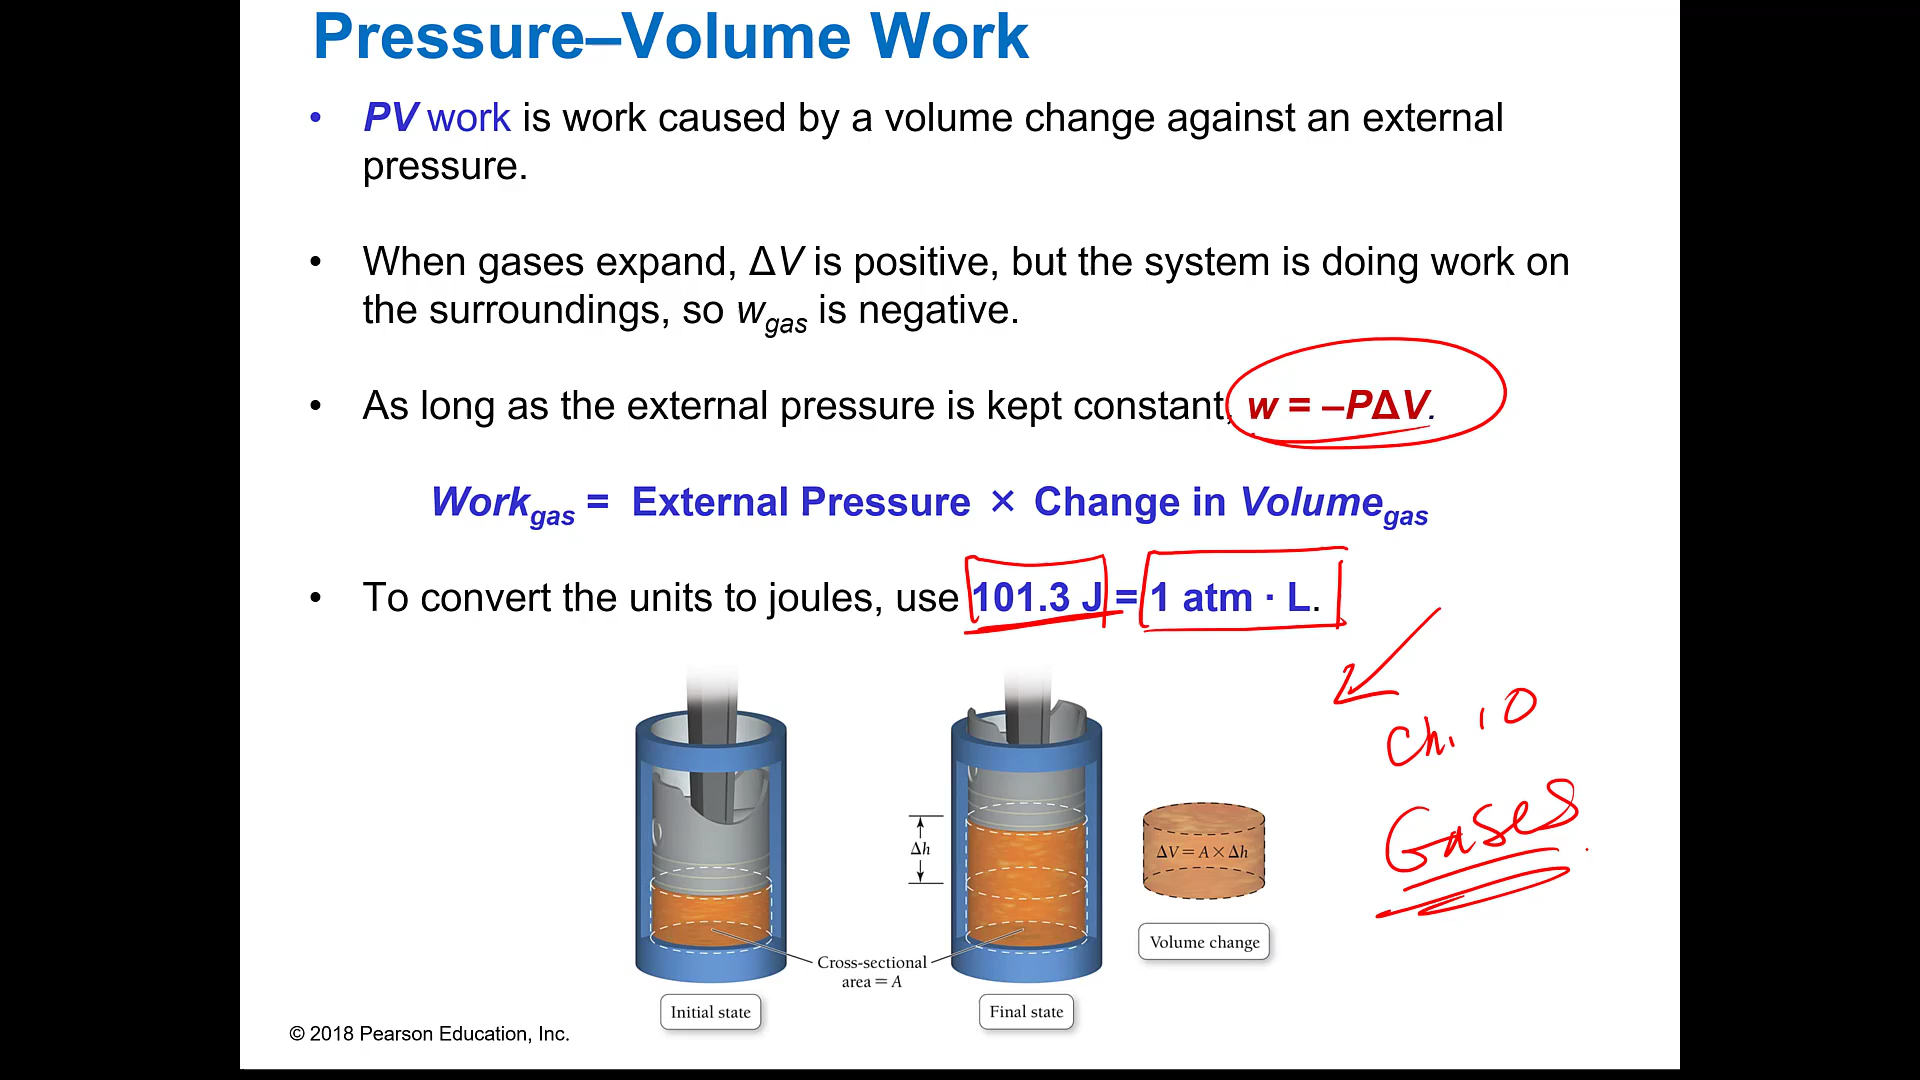 Pressure–Volume Work
• PV work is work caused by a volume change against an external
pressure.
• When gases expand, ΔV is positive, but the system is doing work on
the surroundings, so wgas is negative.
• As long as the external pressure is kept constant, w = –PΔV.
Workgas = External Pressure × Change in Volumegas
• To convert the units to joules, use 101.3 J = 1 atm · L.
Ch. 10
Gases
Δh
ΔV = A × Δh
Volume change
Cross-sectional
area = A
Initial state
Final state
© 2018 Pearson Education, Inc.